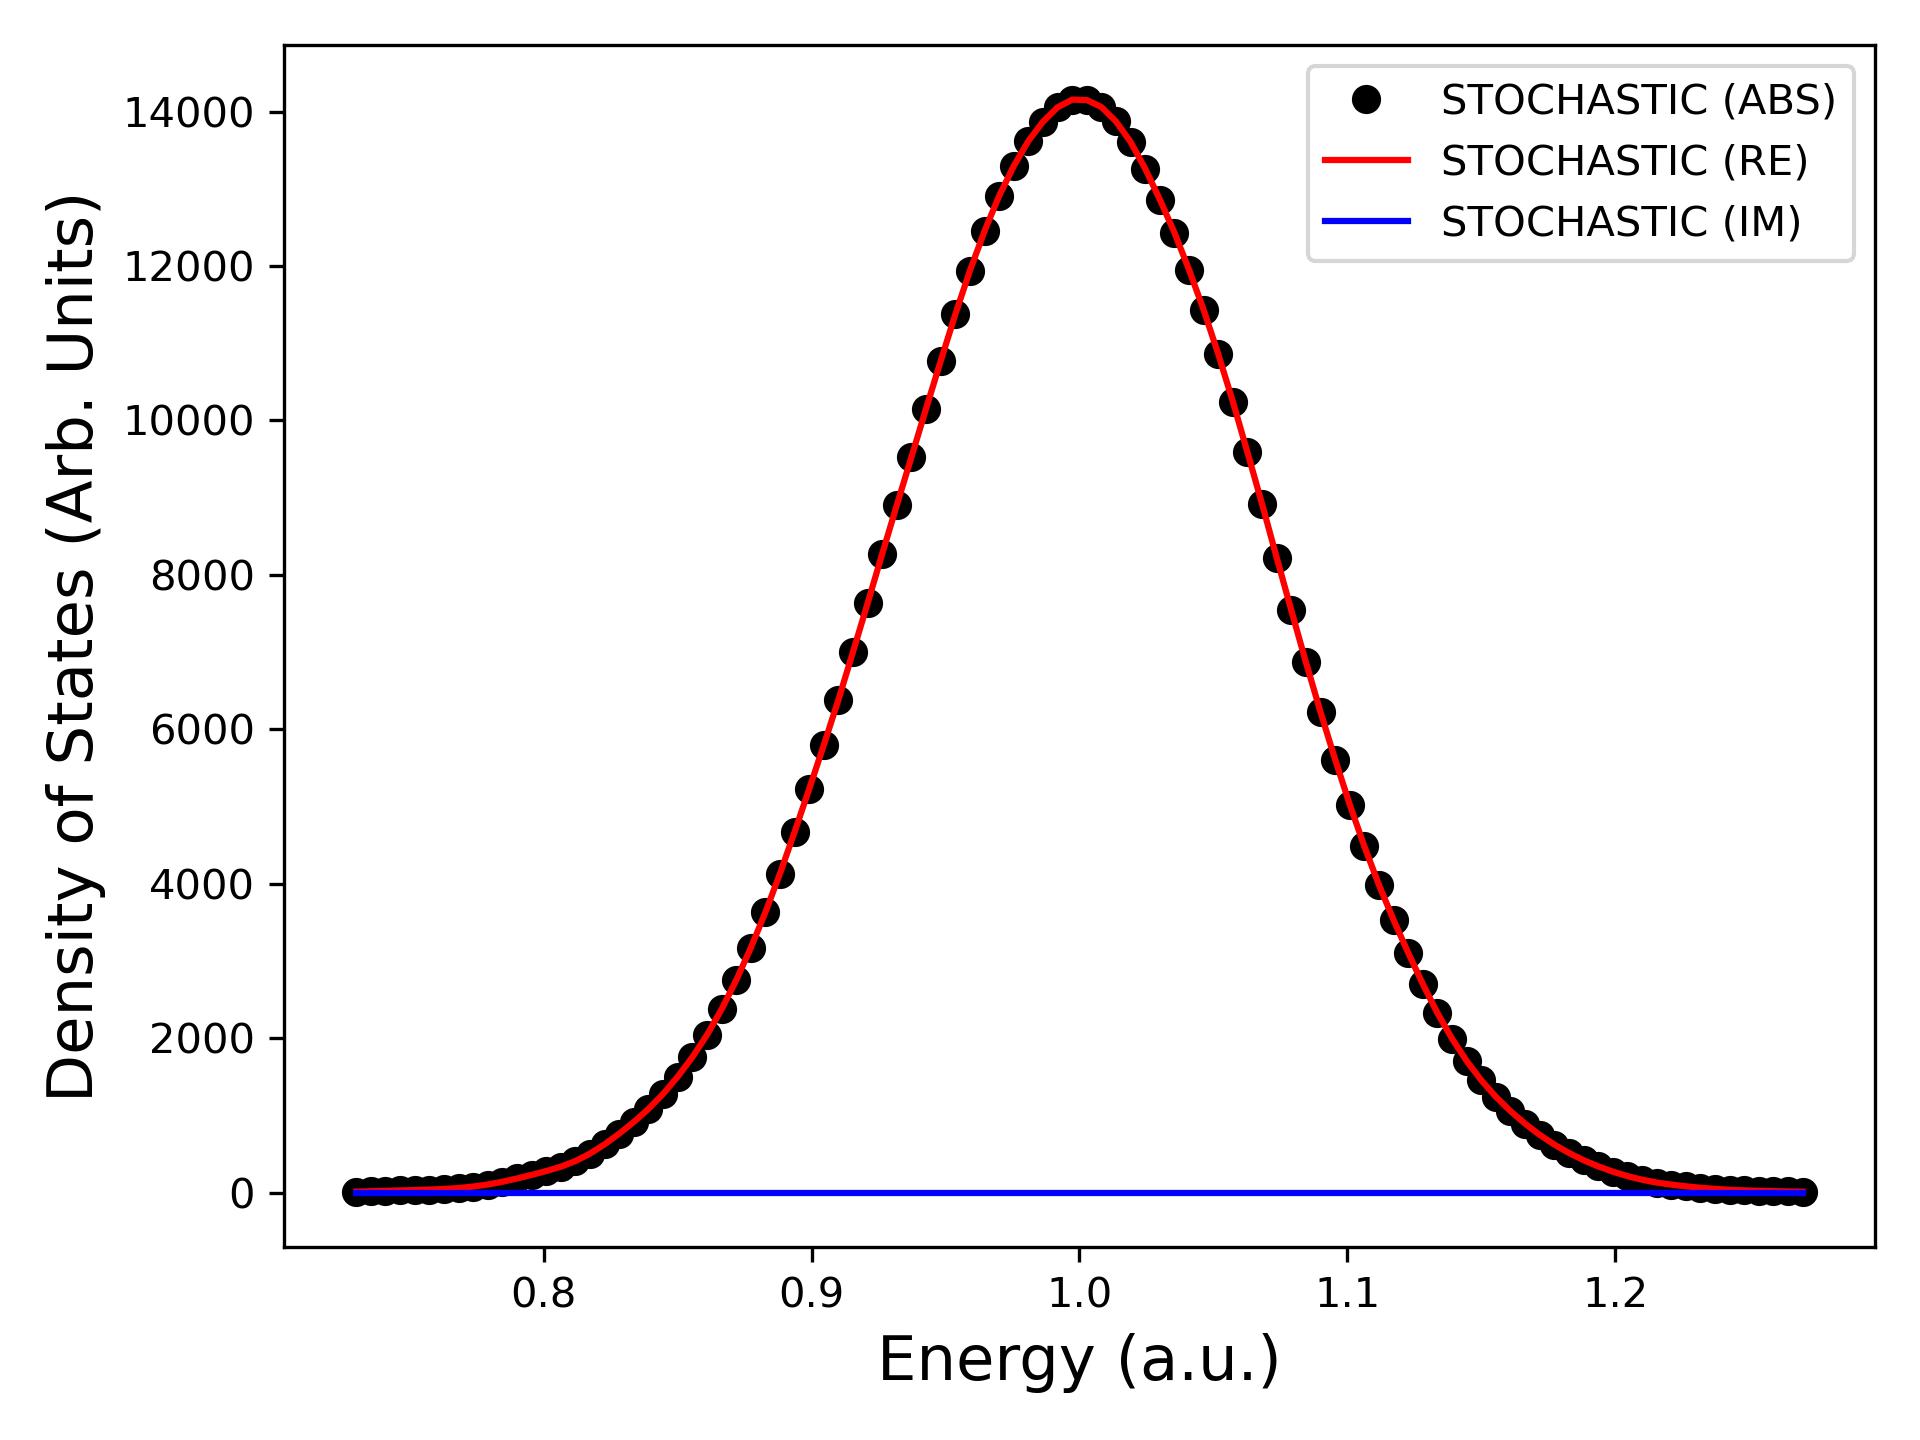 Density of States (Arb. Units)
14000
12000
10000
8000
6000
4000
2000
0
STOCHASTIC (ABS)
STOCHASTIC (RE)
STOCHASTIC (IM)
0.8 0.9 1.0 1.1 1.2
Energy (a.u.)